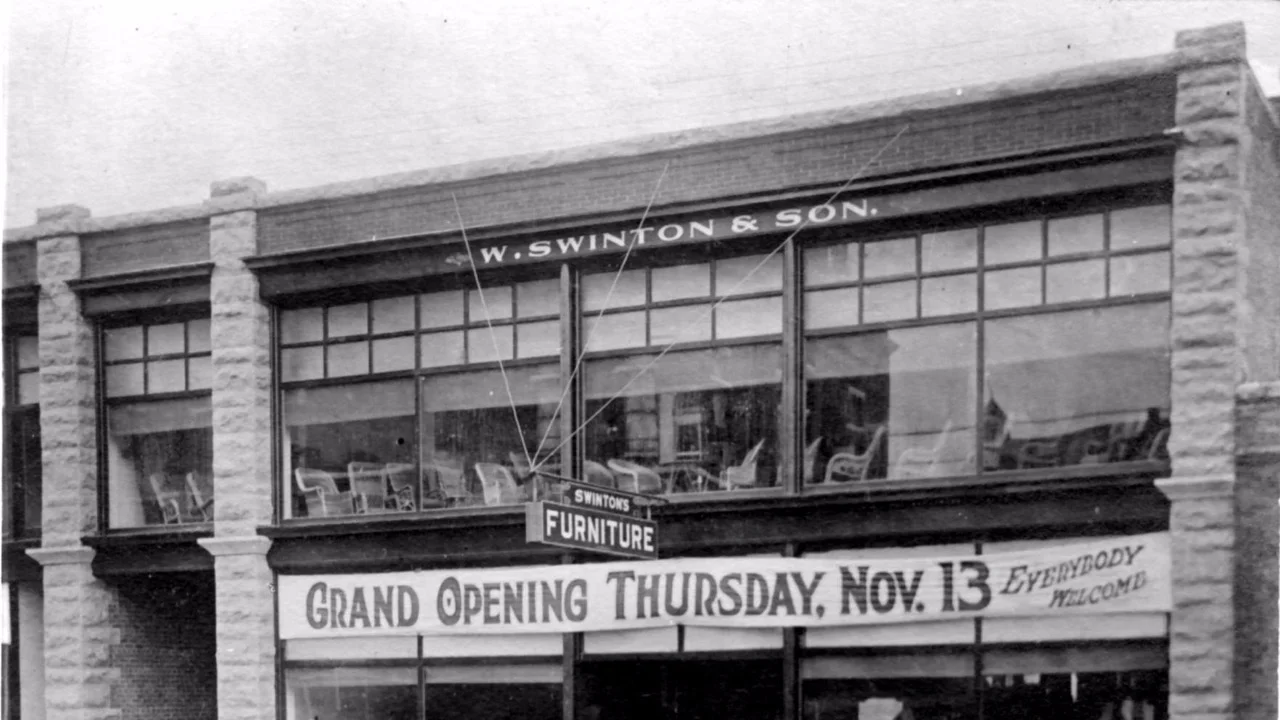 W. SWINTON & SON.
SWINTON'S
FURNITURE
GRAND OPENING THURSDAY, NOV. 13 EVERYBODY
WELCOME